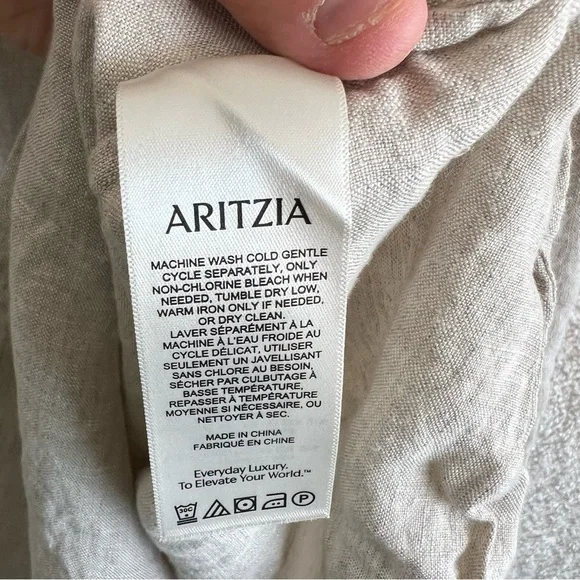 ARITZIA
MACHINE WASH COLD GENTLE
CYCLE SEPARATELY, ONLY
NON-CHLORINE BLEACH WHEN
NEEDED, TUMBLE DRY LOW,
WARM IRON ONLY IF NEEDED,
OR DRY CLEAN.
LAVER SÉPARÉMENT À LA
MACHINE À L'EAU FROIDE AU
CYCLE DÉLICAT, UTILISER
SEULEMENT UN JAVELLISANT
SANS CHLORE AU BESOIN,
SÉCHER PAR CULBUTAGE À
BASSE TEMPÉRATURE,
REPASSER À TEMPÉRATURE
MOYENNE SI NÉCESSAIRE, OU
NETTOYER À SEC.
MADE IN CHINA
FABRIQUÉ EN CHINE
Everyday Luxury.
To Elevate Your World.™
30C P